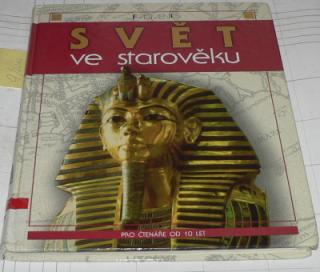 SVĚT
ve starověku
PRO ČTENÁŘE OD 10 LET